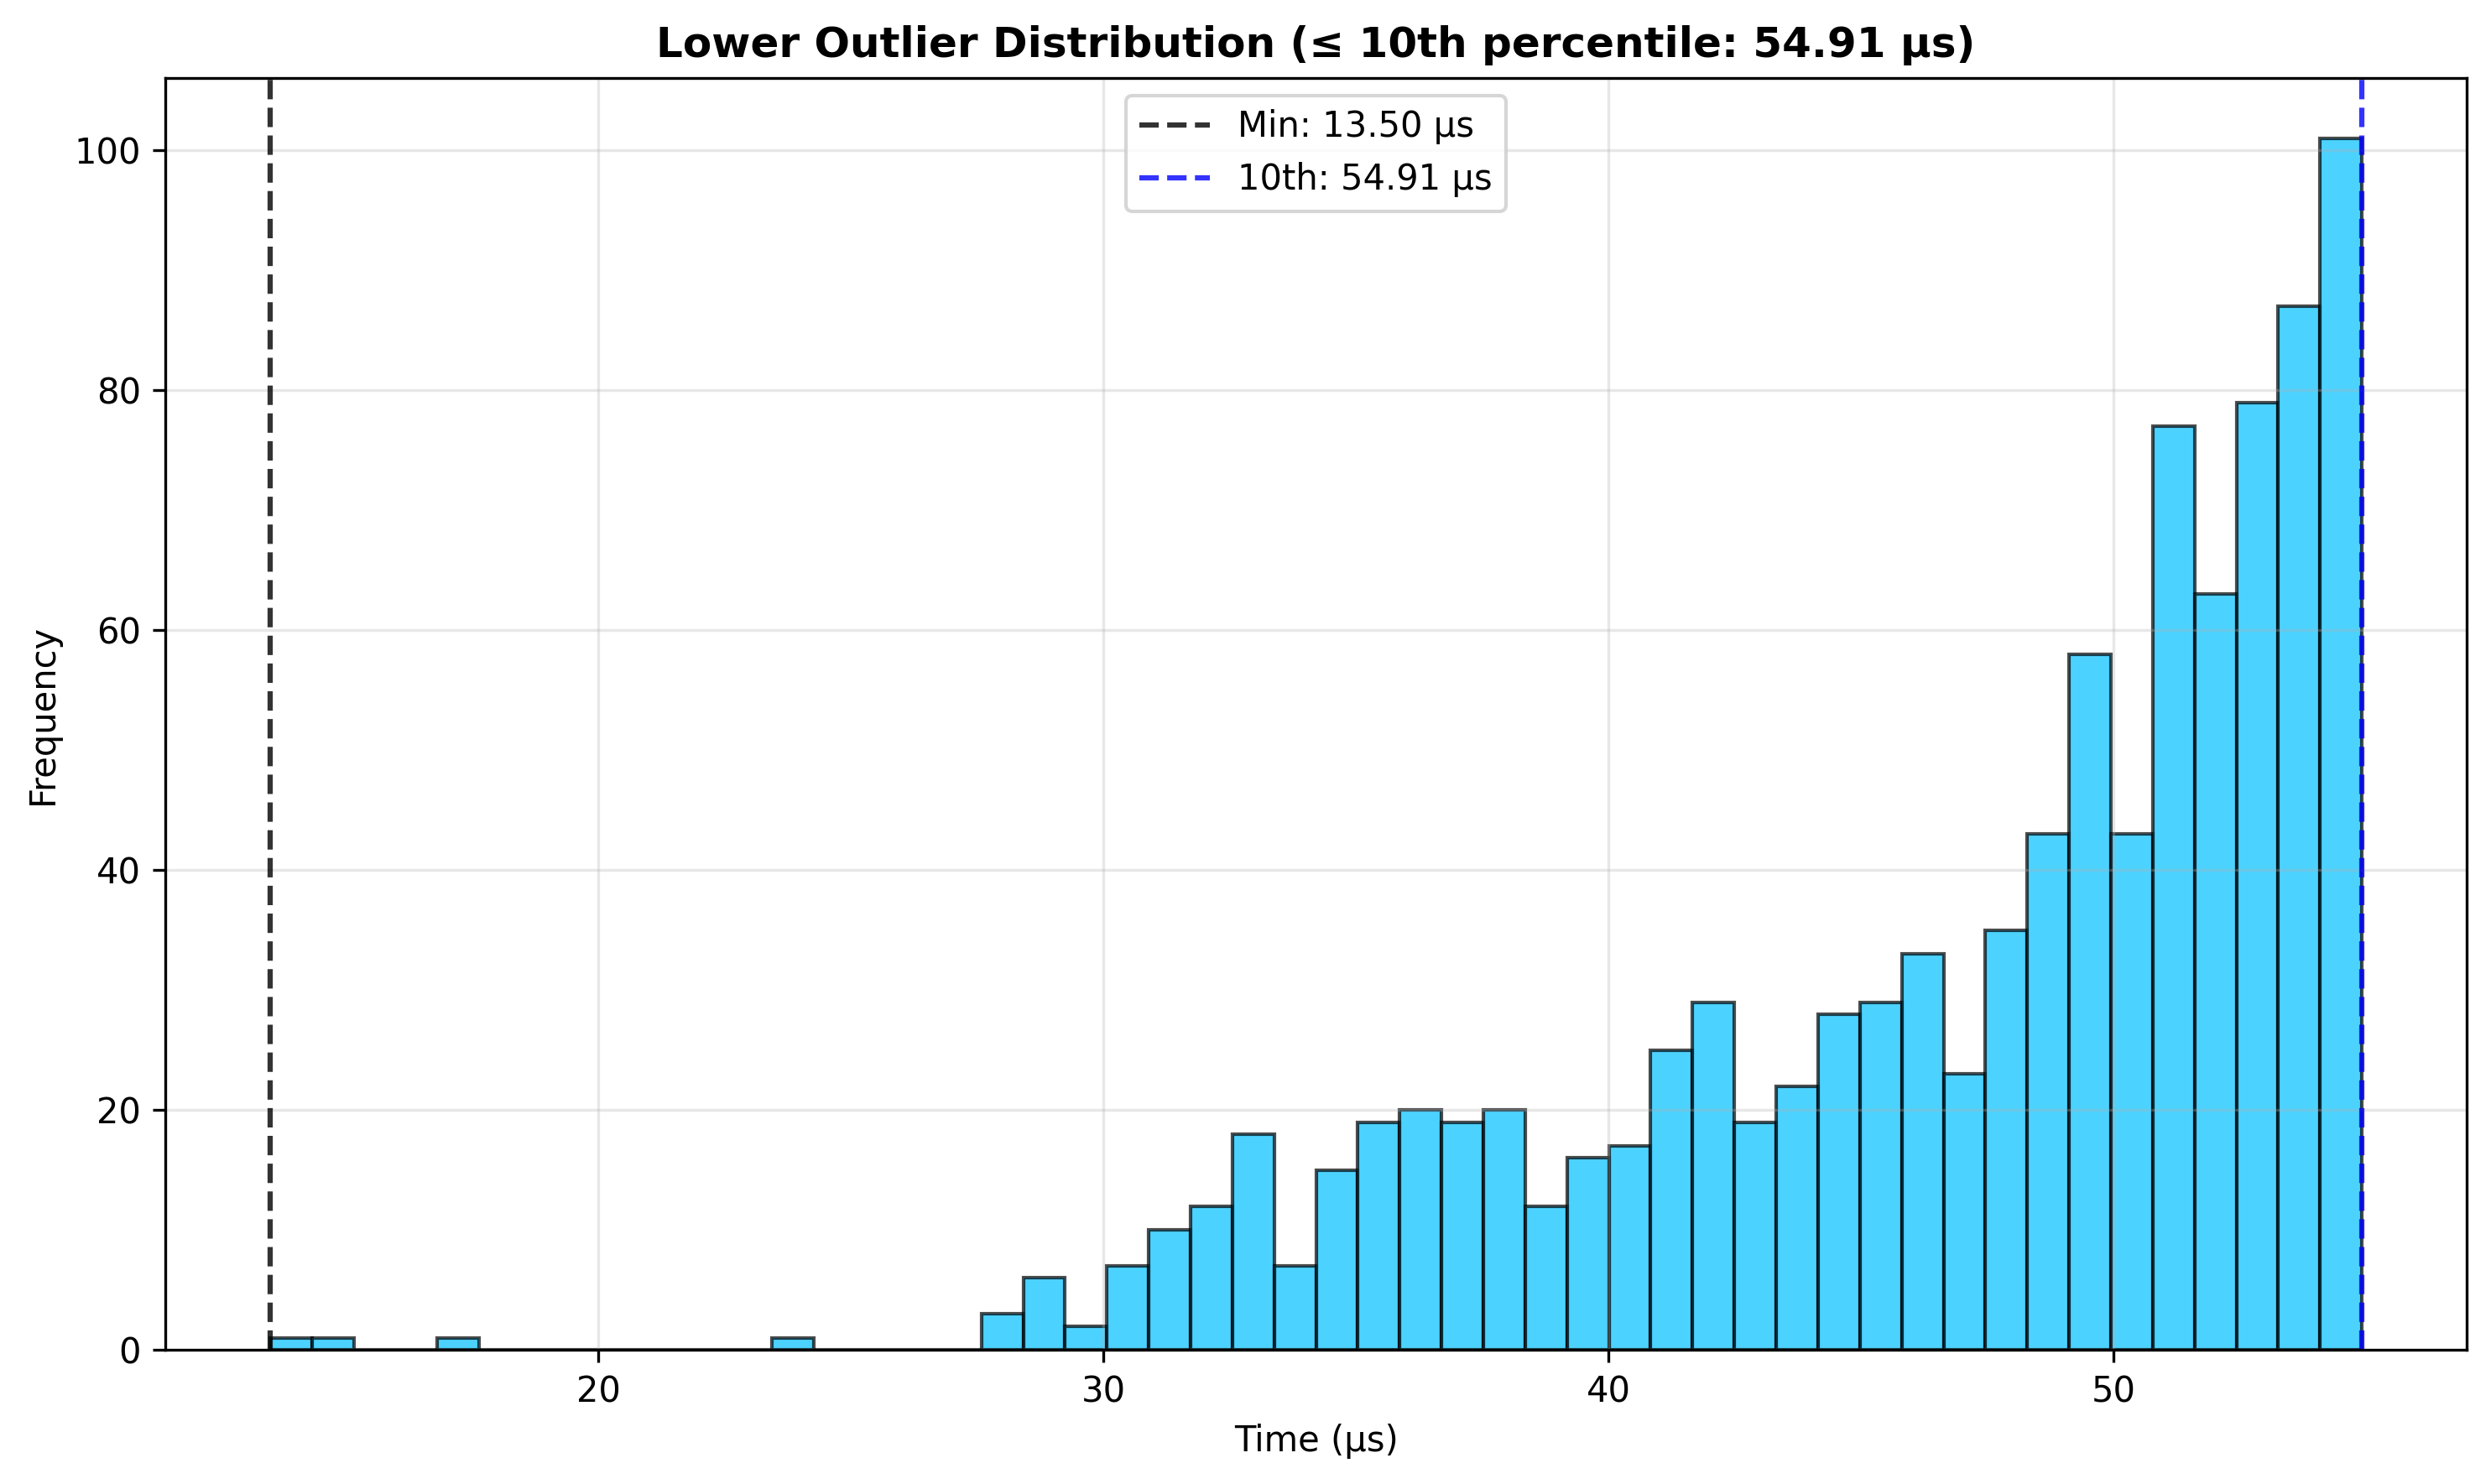 Lower Outlier Distribution (≤ 10th percentile: 54.91 µs)
Min: 13.50 µs
10th: 54.91 µs
100
80
60
40
20
0
Frequency
20 30 40 50
Time (µs)